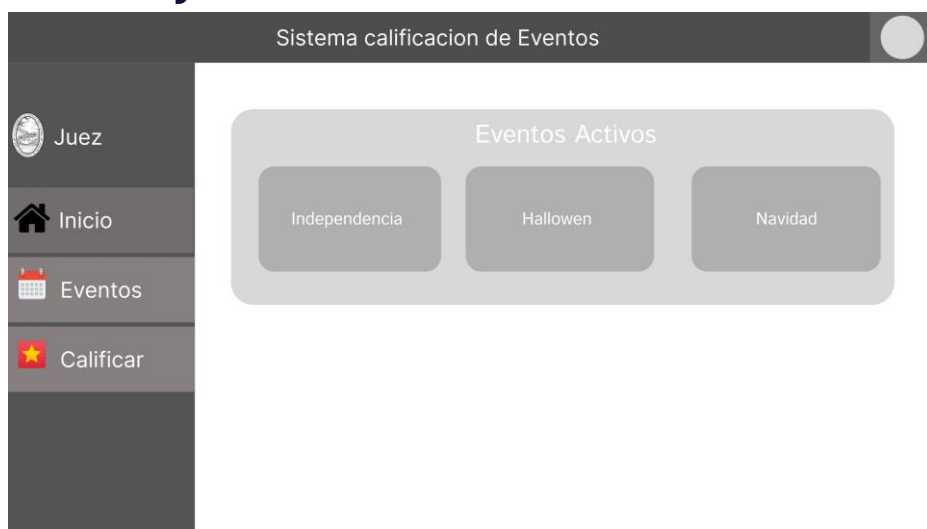 Sistema calificacion de Eventos
Juez
Inicio
Eventos
Calificar
Eventos Activos
Independencia
Hallowen
Navidad